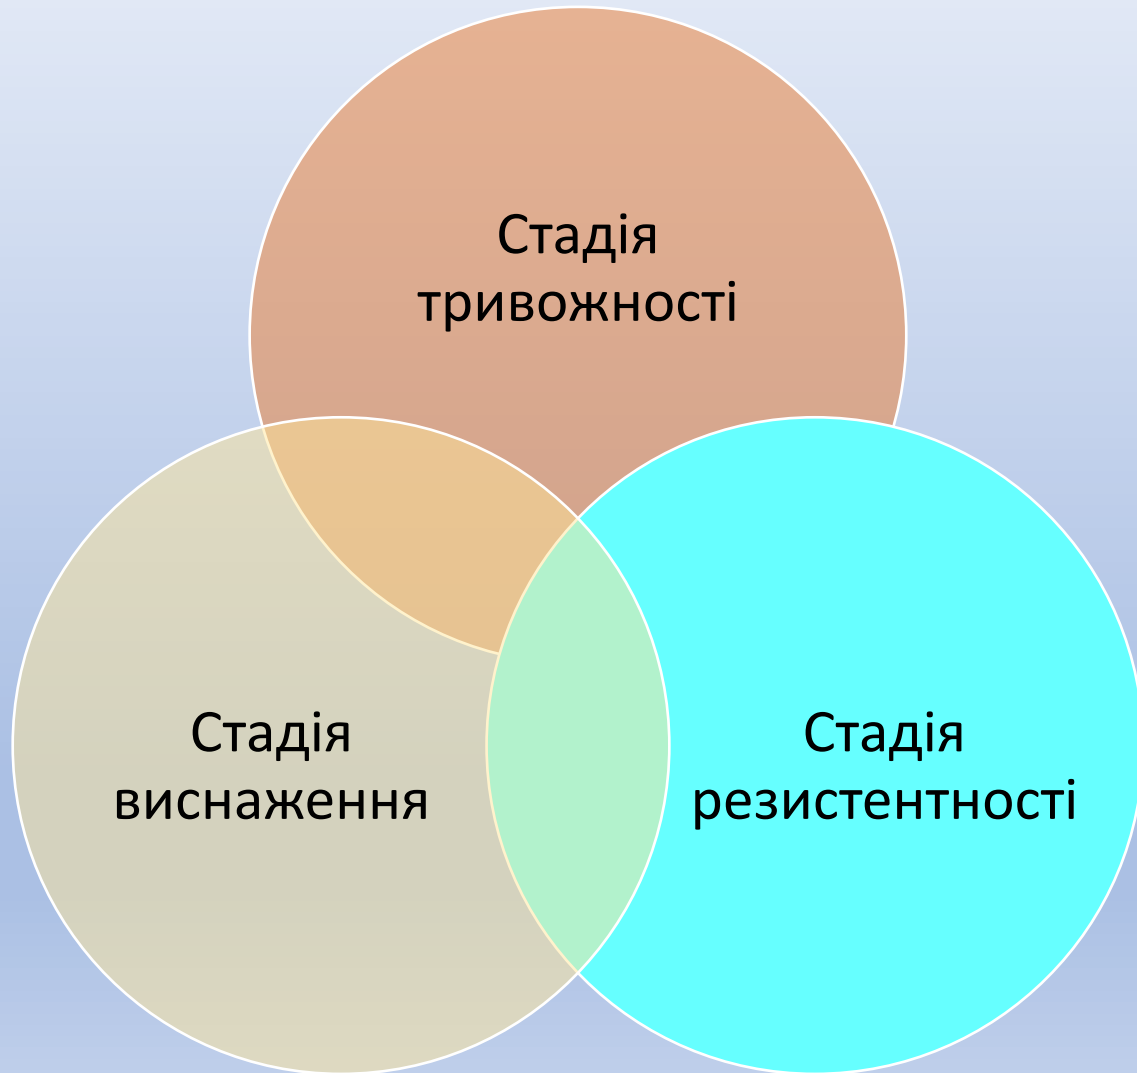 Стадія
тривожності
Стадія
виснаження
Стадія
резистентності